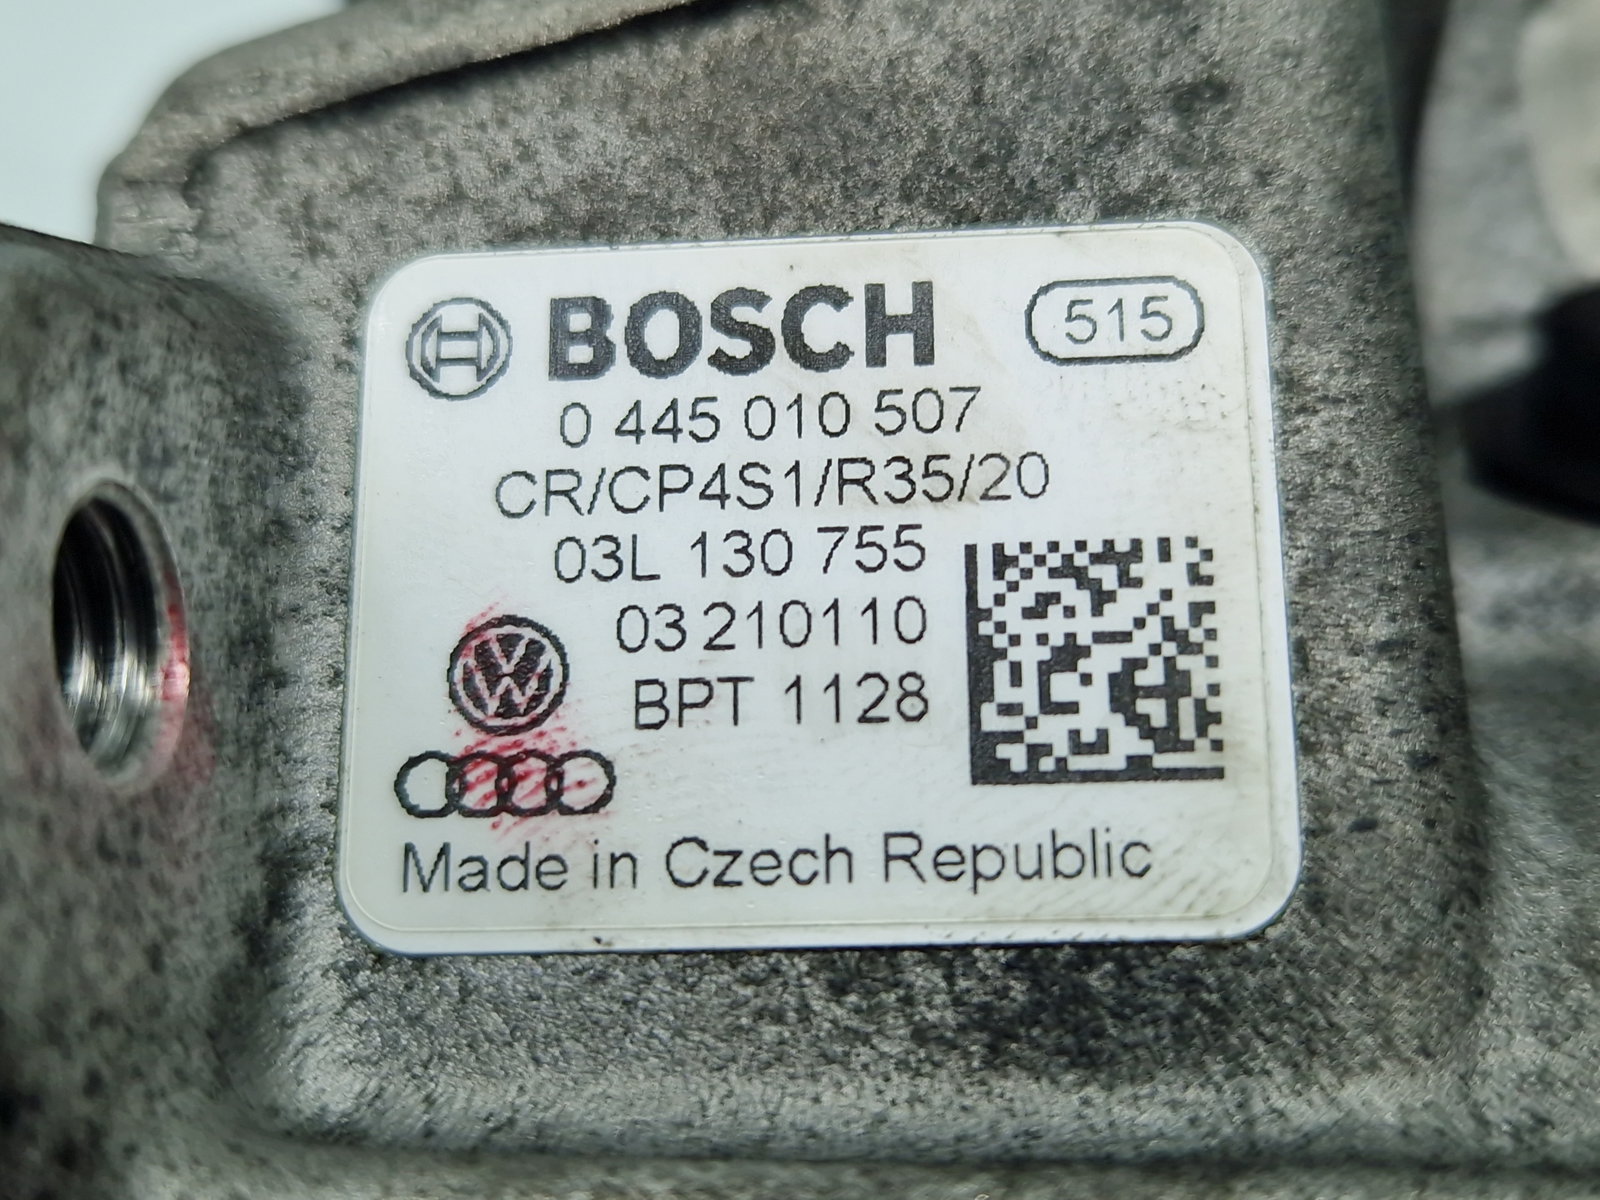 BOSCH 515
0 445 010 507
CR/CP4S1/R35/20
03L 130 755
03 210110
BPT 1128
Made in Czech Republic